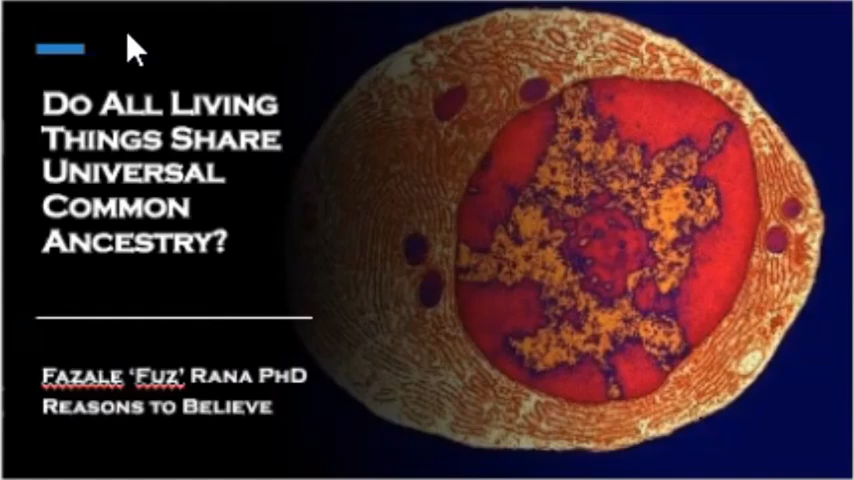 Do All Living
Things Share
Universal
Common
Ancestry?
Fazale ‘Fuz’ Rana PhD
Reasons to Believe